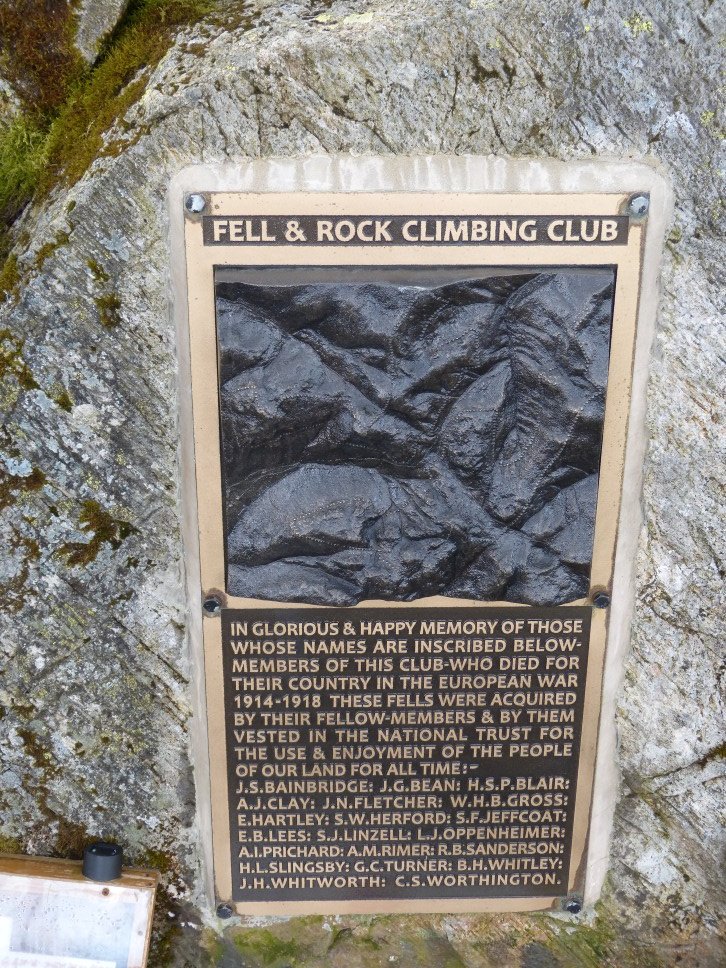 FELL & ROCK CLIMBING CLUB
IN GLORIOUS & HAPPY MEMORY OF THOSE
WHOSE NAMES ARE INSCRIBED BELOW-
MEMBERS OF THIS CLUB-WHO DIED FOR
THEIR COUNTRY IN THE EUROPEAN WAR
1914-1918 THESE FELLS WERE ACQUIRED
BY THEIR FELLOW-MEMBERS & BY THEM
VESTED IN THE NATIONAL TRUST FOR
THE USE & ENJOYMENT OF THE PEOPLE
OF OUR LAND FOR ALL TIME:-
J.S.BAINBRIDGE: J.G.BEAN: H.S.P.BLAIR:
A.J.CLAY: J.N.FLETCHER: W.H.B.GROSS:
E.HARTLEY: S.W.HERFORD: S.F.JEFFCOAT:
E.B.LEES: S.J.LINZELL: L.J.OPPENHEIMER:
A.I.PRICHARD: A.M.RIMER: R.B.SANDERSON:
H.L.SLINGSBY: G.C.TURNER: B.H.WHITLEY:
J.H.WHITWORTH: C.S.WORTHINGTON.